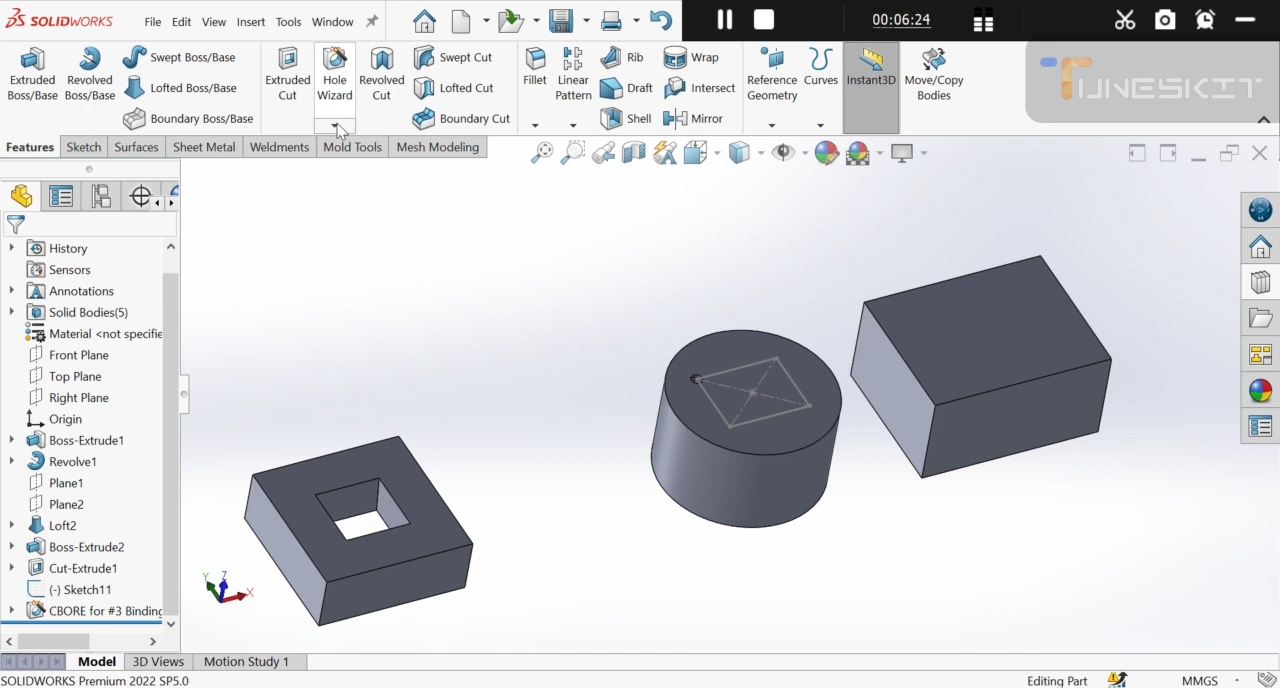 SOLIDWORKS File Edit View Insert Tools Window 00:06:24
TUNESKIT
Extruded Boss/Base
Revolved Boss/Base
Swept Boss/Base
Lofted Boss/Base
Boundary Boss/Base
Extruded Cut
Hole Wizard
Revolved Cut
Swept Cut
Lofted Cut
Boundary Cut
Fillet
Linear Pattern
Rib
Draft
Shell
Wrap
Intersect
Mirror
Reference Geometry
Curves
Instant3D
Move/Copy Bodies
Features Sketch Surfaces Sheet Metal Weldments Mold Tools Mesh Modeling
History
Sensors
Annotations
Solid Bodies(5)
Material <not specifie
Front Plane
Top Plane
Right Plane
Origin
Boss-Extrude1
Revolve1
Plane1
Plane2
Loft2
Boss-Extrude2
Cut-Extrude1
(-) Sketch11
CBORE for #3 Binding
Y Z X
Model 3D Views Motion Study 1
SOLIDWORKS Premium 2022 SP5.0 Editing Part MMGS